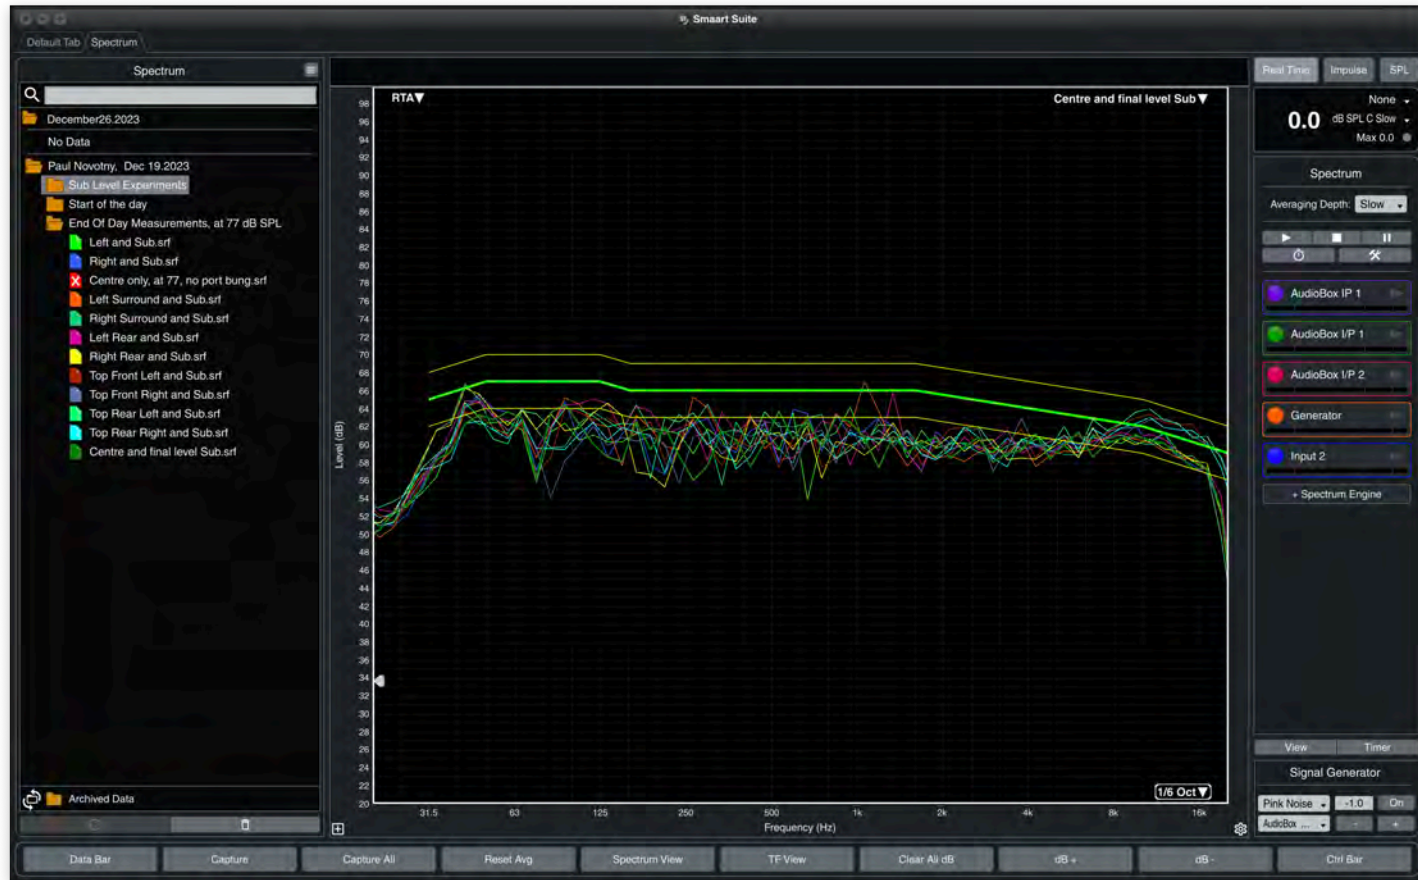 Smaart Suite
Default Tab
Spectrum
Spectrum
December26.2023
No Data
Paul Novotny, Dec 19.2023
Sub Level Experiments
Start of the day
End Of Day Measurements, at 77 dB SPL
Left and Sub.srf
Right and Sub.srf
Centre only, at 77, no port bung.srf
Left Surround and Sub.srf
Right Surround and Sub.srf
Left Rear and Sub.srf
Right Rear and Sub.srf
Top Front Left and Sub.srf
Top Front Right and Sub.srf
Top Rear Left and Sub.srf
Top Rear Right and Sub.srf
Centre and final level Sub.srf
Archived Data
RTA▼
Centre and final level Sub▼
Level (dB)
98
96
94
92
90
88
86
84
82
80
78
76
74
72
70
68
66
64
62
60
58
56
54
52
50
48
46
44
42
40
38
36
34
32
30
28
26
24
22
20
1/6 Oct▼
31.5 63 125 250 500 1k 2k 4k 8k 16k
Frequency (Hz)
Real Time Impulse SPL
None
0.0 dB SPL C Slow
Max 0.0
Spectrum
Averaging Depth: Slow
AudioBox IP 1
AudioBox I/P 1
AudioBox I/P 2
Generator
Input 2
+ Spectrum Engine
View Timer
Signal Generator
Pink Noise -1.0 On
AudioBox ... - +
Data Bar Capture Capture All Reset Avg Spectrum View TF View Clear All dB dB + dB - Ctrl Bar